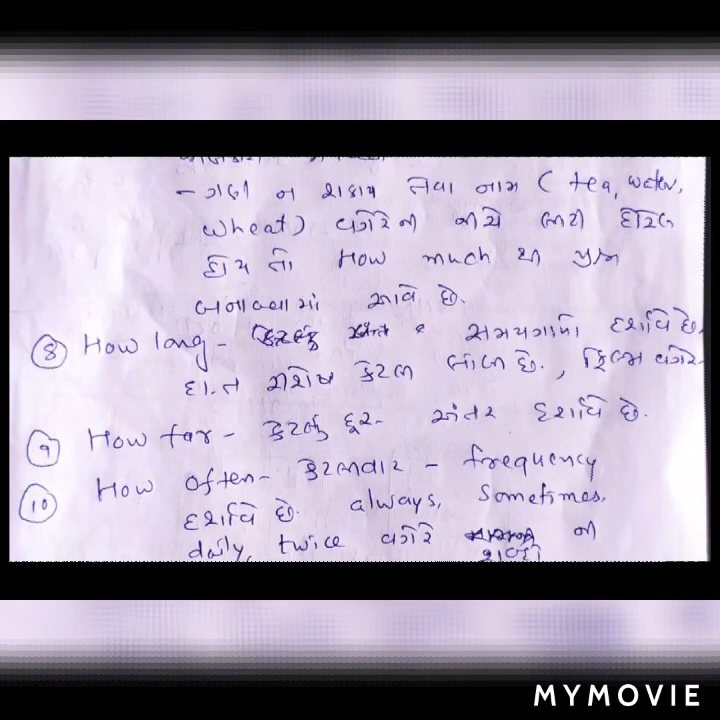 - ગણી ન શકાય તેવા નામ ( tea, water,
wheat) વગેરેની નીચે લીટી દોરેલ
હોય તો How much થી પ્રશ્ન
બનાવવામાં આવે છે.
⑧ How long - સમયગાળો દર્શાવે છે.
દા.ત કેટલા લાંબા છે., ફિલ્મ વગેરે
⑨ How far - કેટલું દૂર - અંતર દર્શાવે છે.
⑩ How often - કેટલીવાર - frequency
દર્શાવે છે. always, Sometimes,
daily, twice વગેરે ની
શબ્દો
MYMOVIE